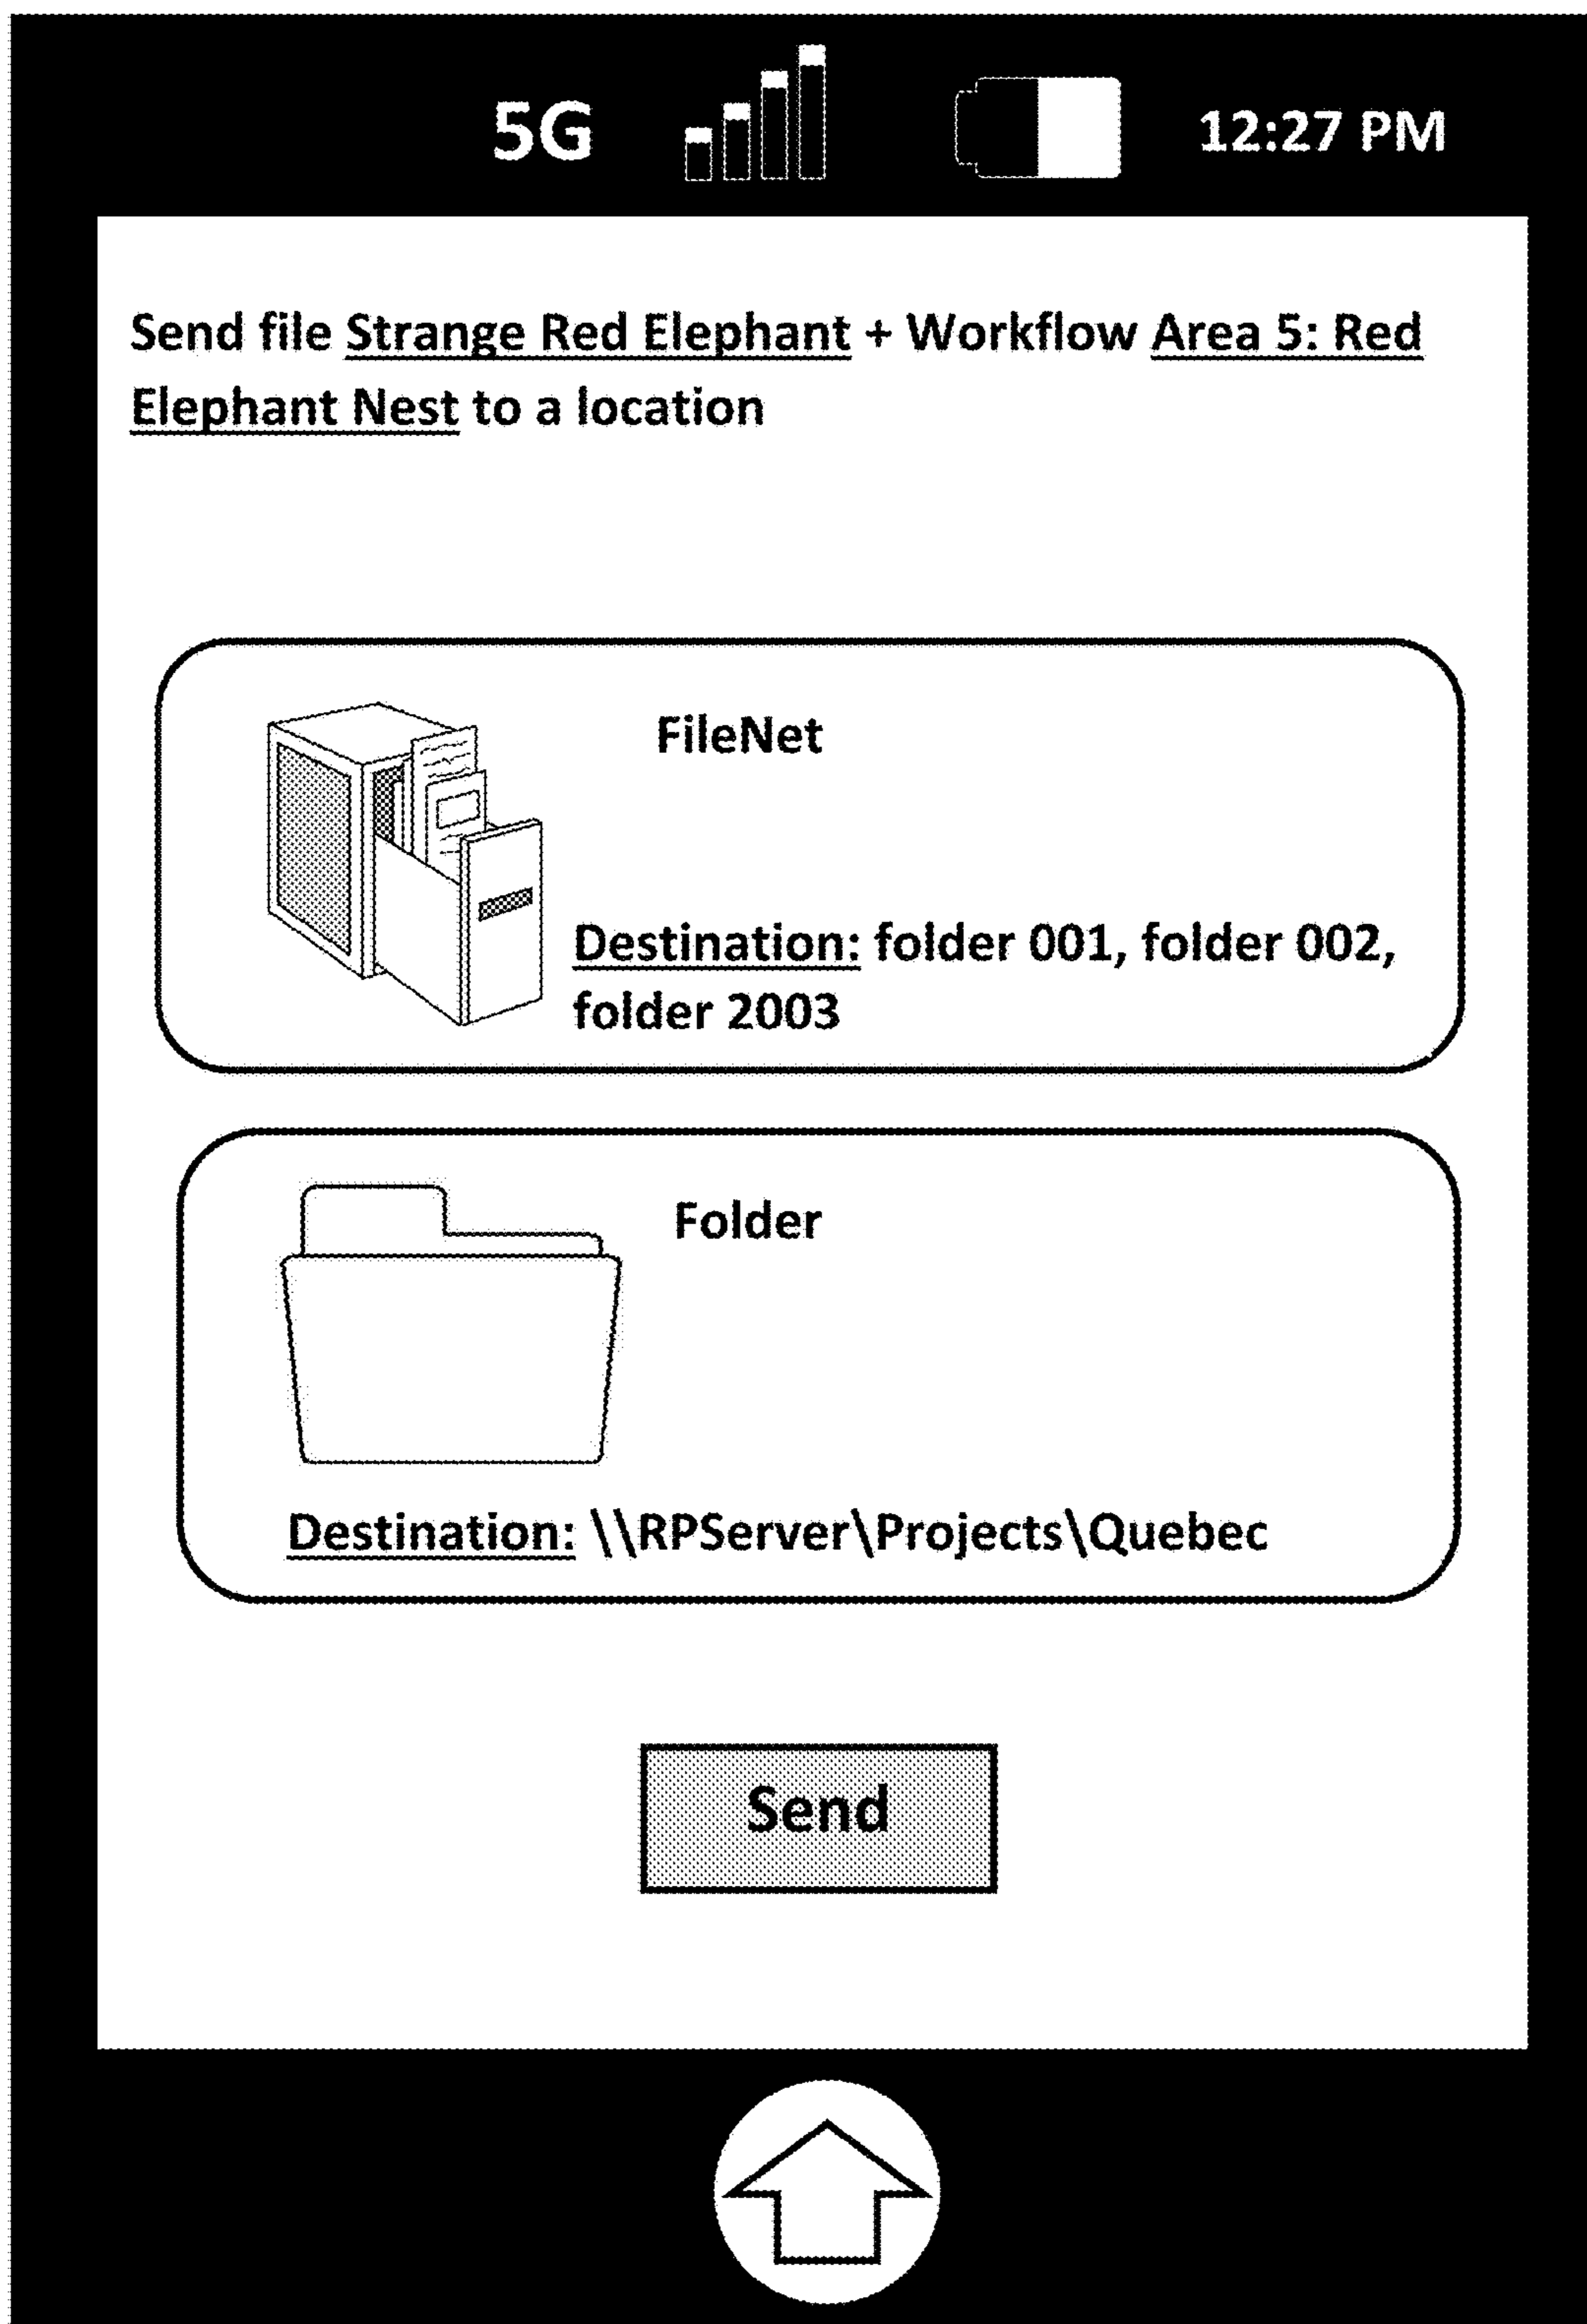 5G 12:27 PM
Send file Strange Red Elephant + Workflow Area 5: Red
Elephant Nest to a location
FileNet
Destination: folder 001, folder 002,
folder 2003
Folder
Destination: \\RPServer\Projects\Quebec
Send